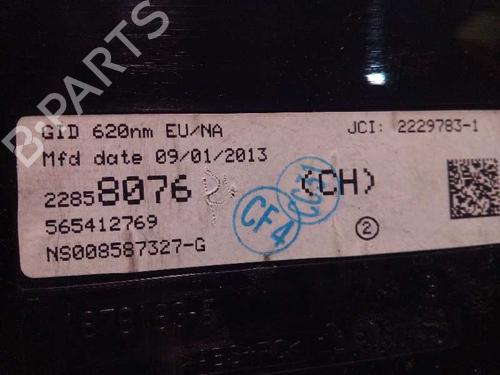 B-PARTS
GID 620nm EU/NA
JCI: 2229783-1
Mfd date 09/01/2013
22858076
(CH)
565412769
CF4
2
NS008587327-G